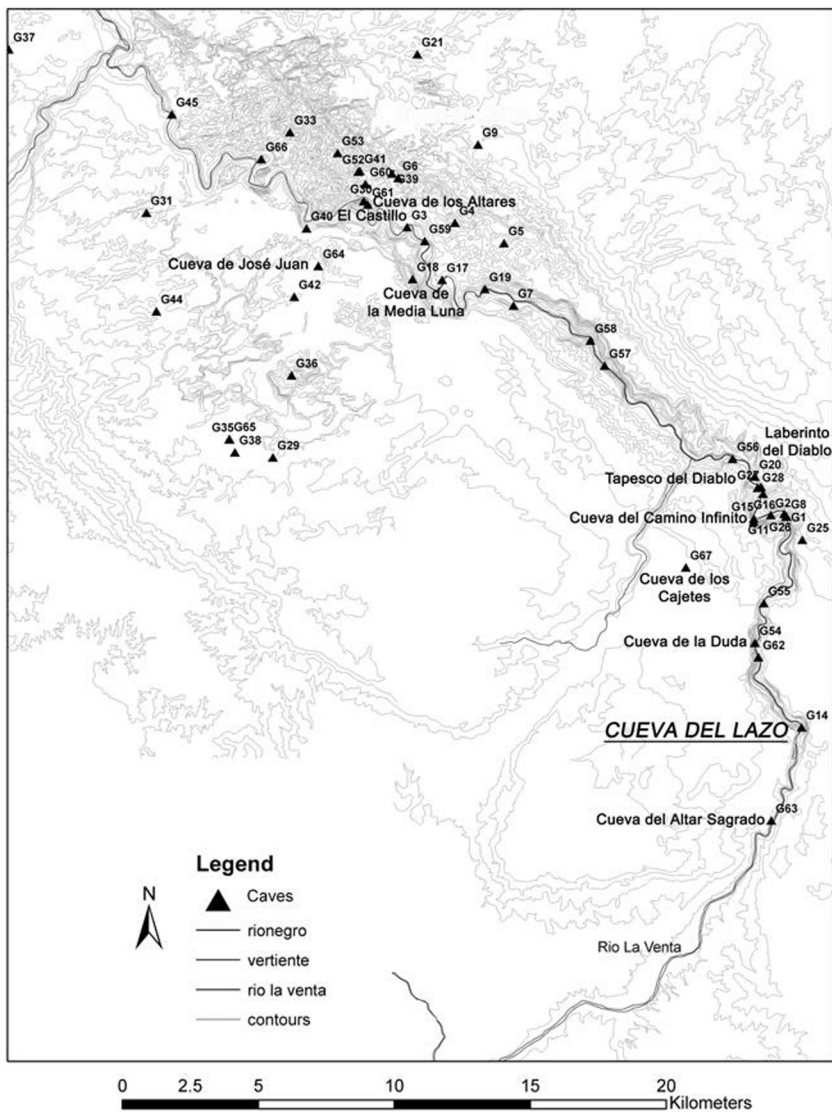 G37
G21
G45
G33
G9
G53
G66
G52 G41
G6
G60
G39
G31
G30
G61
Cueva de los Altares
El Castillo
G3
G4
G40
G59
G5
Cueva de José Juan
G64
G18
G17
G19
G42
Cueva de
la Media Luna
G7
G44
G58
G57
G36
G35 G65
G38
G29
G56
Laberinto
del Diablo
G20
Tapesco del Diablo
G27
G28
G15
G16
G2
G8
Cueva del Camino Infinito
G1
G11
G26
G25
G67
Cueva de los
Cajetes
G55
G54
Cueva de la Duda
G62
G14
CUEVA DEL LAZO
G63
Cueva del Altar Sagrado
Legend
N
Caves
rionegro
vertiente
rio la venta
contours
Rio La Venta
0 2.5 5 10 15 20
Kilometers